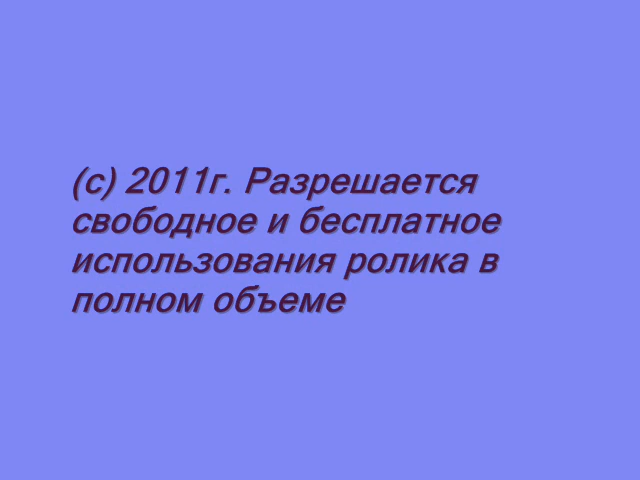 (с) 2011г. Разрешается
свободное и бесплатное
использования ролика в
полном объеме